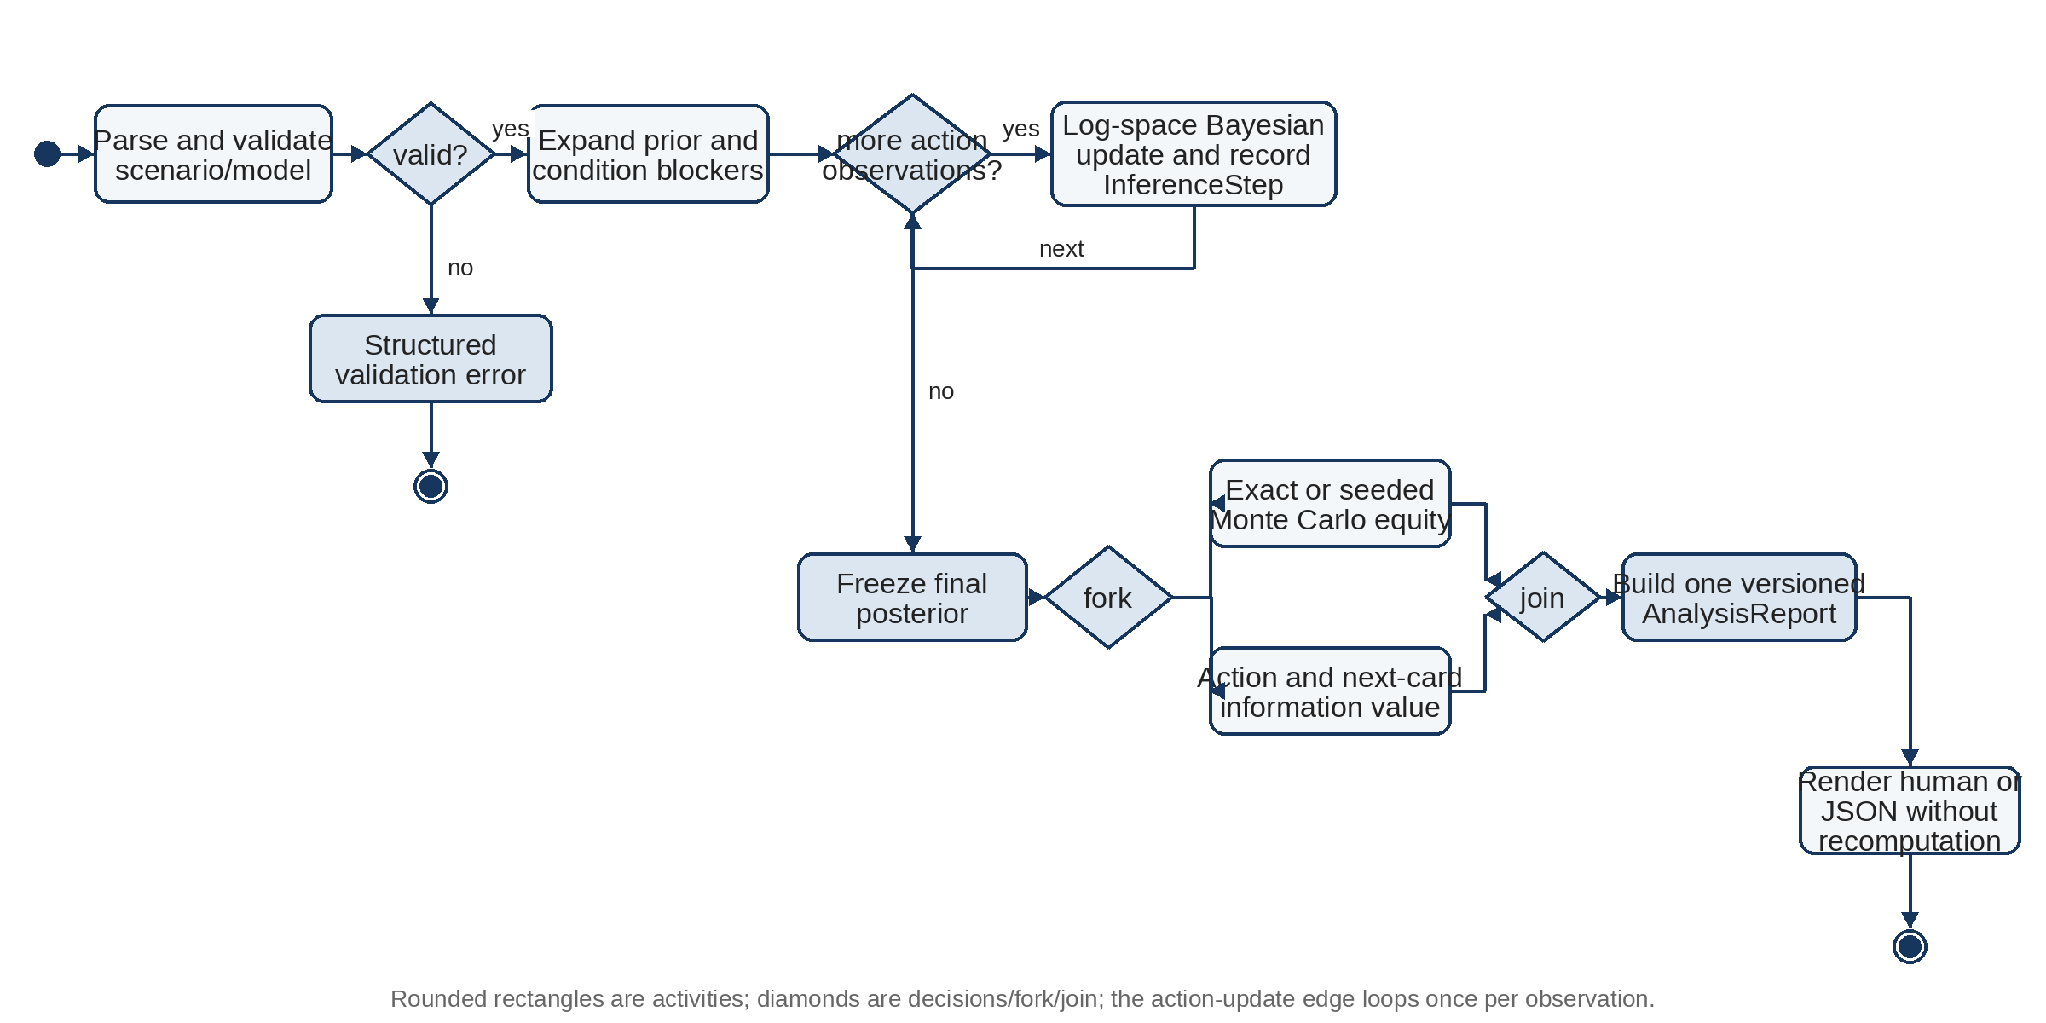 Parse and validate
scenario/model
valid?
yes
Expand prior and
condition blockers
more action
observations?
yes
Log-space Bayesian
update and record
InferenceStep
next
no
Structured
validation error
no
Exact or seeded
Monte Carlo equity
Freeze final
posterior
fork
join
Build one versioned
AnalysisReport
Action and next-card
information value
Render human or
JSON without
recomputation
Rounded rectangles are activities; diamonds are decisions/fork/join; the action-update edge loops once per observation.